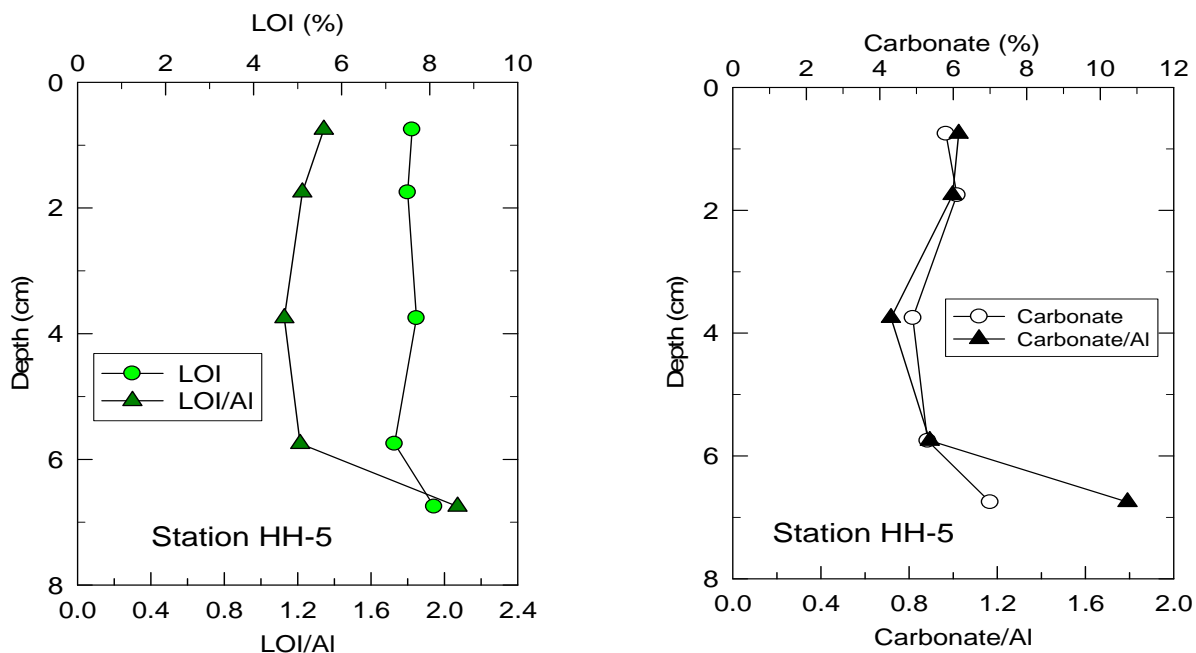 LOI (%)
0 2 4 6 8 10
0
2
4
6
8
Depth (cm)
LOI
LOI/Al
Station HH-5
0.0 0.4 0.8 1.2 1.6 2.0 2.4
LOI/Al
Carbonate (%)
0 2 4 6 8 10 12
0
2
4
6
8
Depth (cm)
Carbonate
Carbonate/Al
Station HH-5
0.0 0.4 0.8 1.2 1.6 2.0
Carbonate/Al